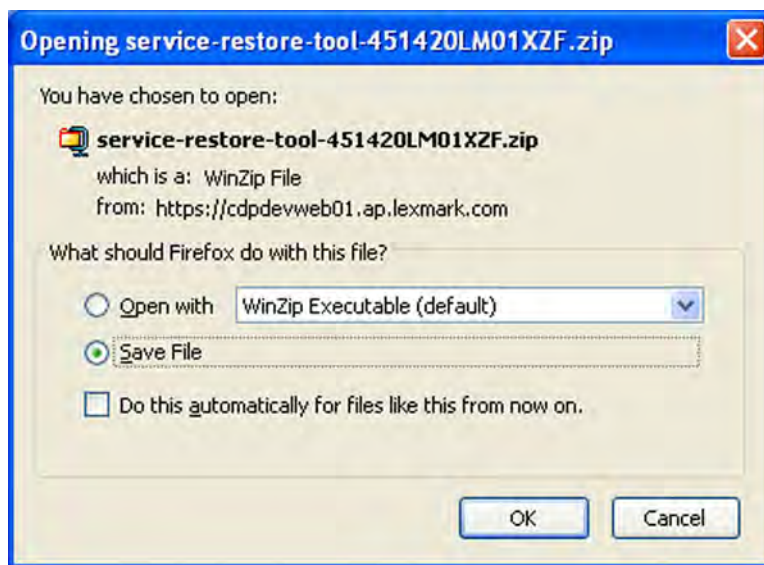 Opening service-restore-tool-451420LM01XZF.zip
You have chosen to open:
service-restore-tool-451420LM01XZF.zip
which is a: WinZip File
from: https://cdpdevweb01.ap.lexmark.com
What should Firefox do with this file?
Open with WinZip Executable (default)
Save File
Do this automatically for files like this from now on.
OK Cancel